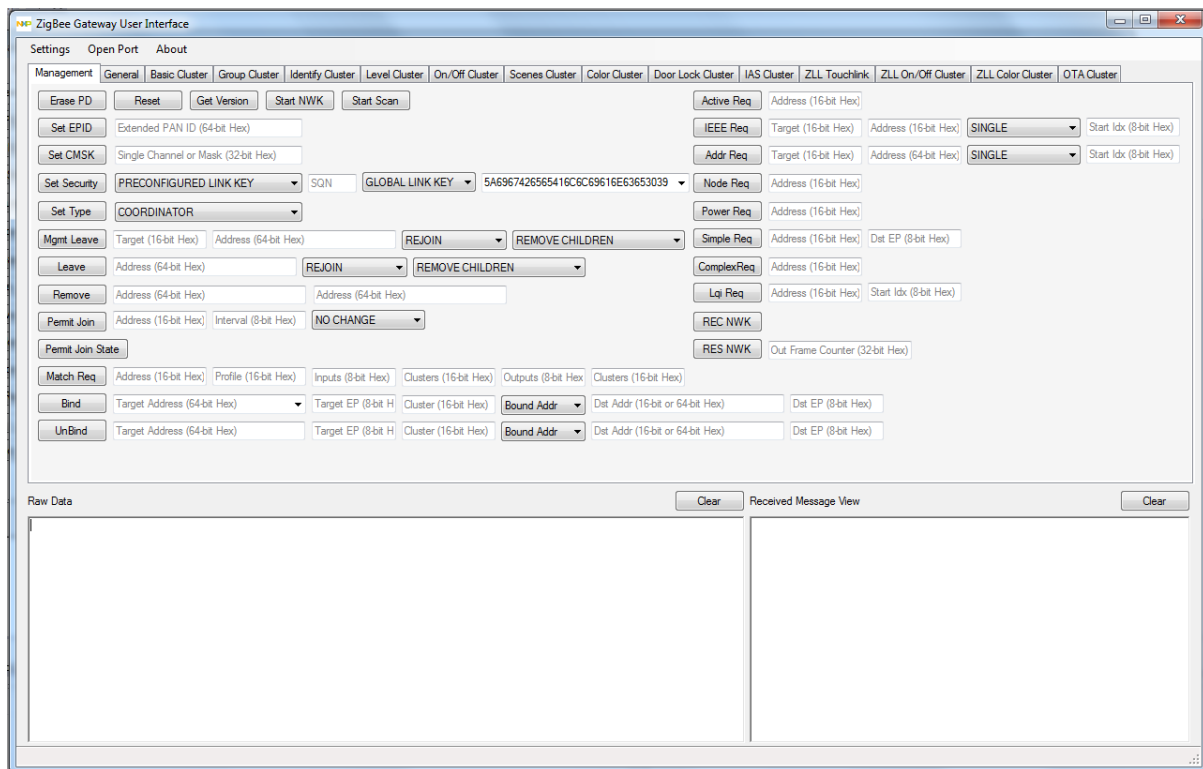 NXP ZigBee Gateway User Interface
Settings Open Port About
Management General Basic Cluster Group Cluster Identify Cluster Level Cluster On/Off Cluster Scenes Cluster Color Cluster Door Lock Cluster IAS Cluster ZLL Touchlink ZLL On/Off Cluster ZLL Color Cluster OTA Cluster
Erase PD Reset Get Version Start NWK Start Scan Active Req Address (16-bit Hex)
Set EPID Extended PAN ID (64-bit Hex) IEEE Req Target (16-bit Hex) Address (16-bit Hex) SINGLE Start Idx (8-bit Hex)
Set CMSK Single Channel or Mask (32-bit Hex) Addr Req Target (16-bit Hex) Address (64-bit Hex) SINGLE Start Idx (8-bit Hex)
Set Security PRECONFIGURED LINK KEY SQN GLOBAL LINK KEY 5A6967426565416C6C69616E63653039 Node Req Address (16-bit Hex)
Set Type COORDINATOR Power Req Address (16-bit Hex)
Mgmt Leave Target (16-bit Hex) Address (64-bit Hex) REJOIN REMOVE CHILDREN Simple Req Address (16-bit Hex) Dst EP (8-bit Hex)
Leave Address (64-bit Hex) REJOIN REMOVE CHILDREN ComplexReq Address (16-bit Hex)
Remove Address (64-bit Hex) Address (64-bit Hex) Lqi Req Address (16-bit Hex) Start Idx (8-bit Hex)
Permit Join Address (16-bit Hex) Interval (8-bit Hex) NO CHANGE REC NWK
Permit Join State RES NWK Out Frame Counter (32-bit Hex)
Match Req Address (16-bit Hex) Profile (16-bit Hex) Inputs (8-bit Hex) Clusters (16-bit Hex) Outputs (8-bit Hex Clusters (16-bit Hex)
Bind Target Address (64-bit Hex) Target EP (8-bit H Cluster (16-bit Hex) Bound Addr Dst Addr (16-bit or 64-bit Hex) Dst EP (8-bit Hex)
UnBind Target Address (64-bit Hex) Target EP (8-bit H Cluster (16-bit Hex) Bound Addr Dst Addr (16-bit or 64-bit Hex) Dst EP (8-bit Hex)
Raw Data Clear Received Message View Clear